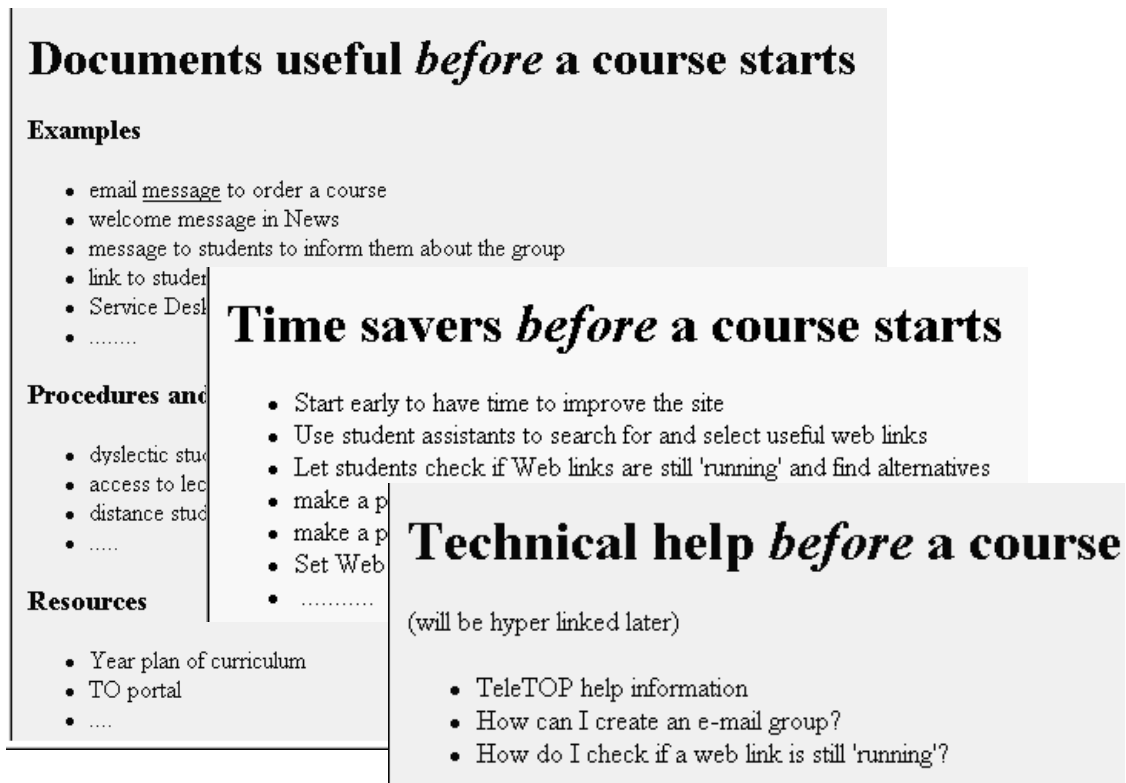 Documents useful before a course starts
Examples
• email message to order a course
• welcome message in News
• message to students to inform them about the group
• link to
• Service
• ........
Procedures and
• dyslectic
• access to
• distance
• .....
Resources
• Year plan of curriculum
• TO portal
• ....
Time savers before a course starts
• Start early to have time to improve the site
• Use student assistants to search for and select useful web links
• Let students check if Web links are still 'running' and find alternatives
• make a
• make a
• Set Web
• ...........
Technical help before a course
(will be hyper linked later)
• TeleTOP help information
• How can I create an e-mail group?
• How do I check if a web link is still 'running'?